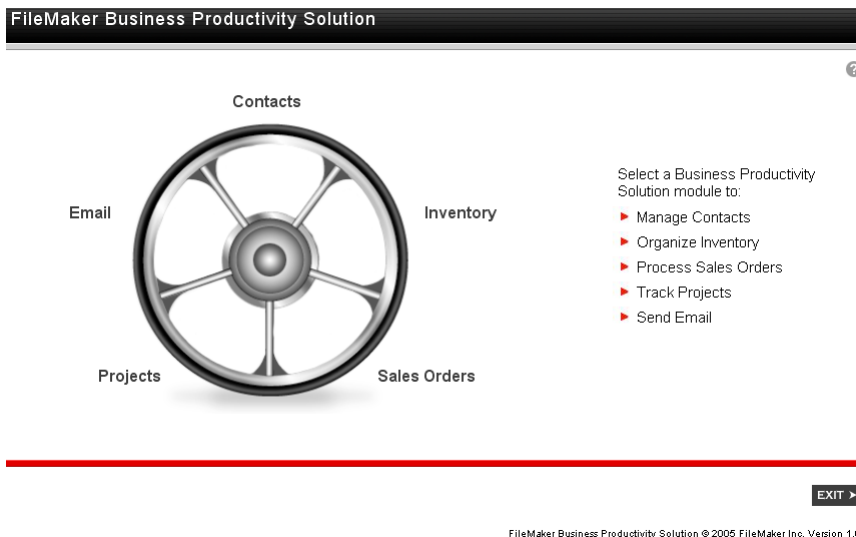 FileMaker Business Productivity Solution
?
Contacts
Email
Inventory
Projects
Sales Orders
Select a Business Productivity
Solution module to:
Manage Contacts
Organize Inventory
Process Sales Orders
Track Projects
Send Email
EXIT
FileMaker Business Productivity Solution © 2005 FileMaker Inc. Version 1.0